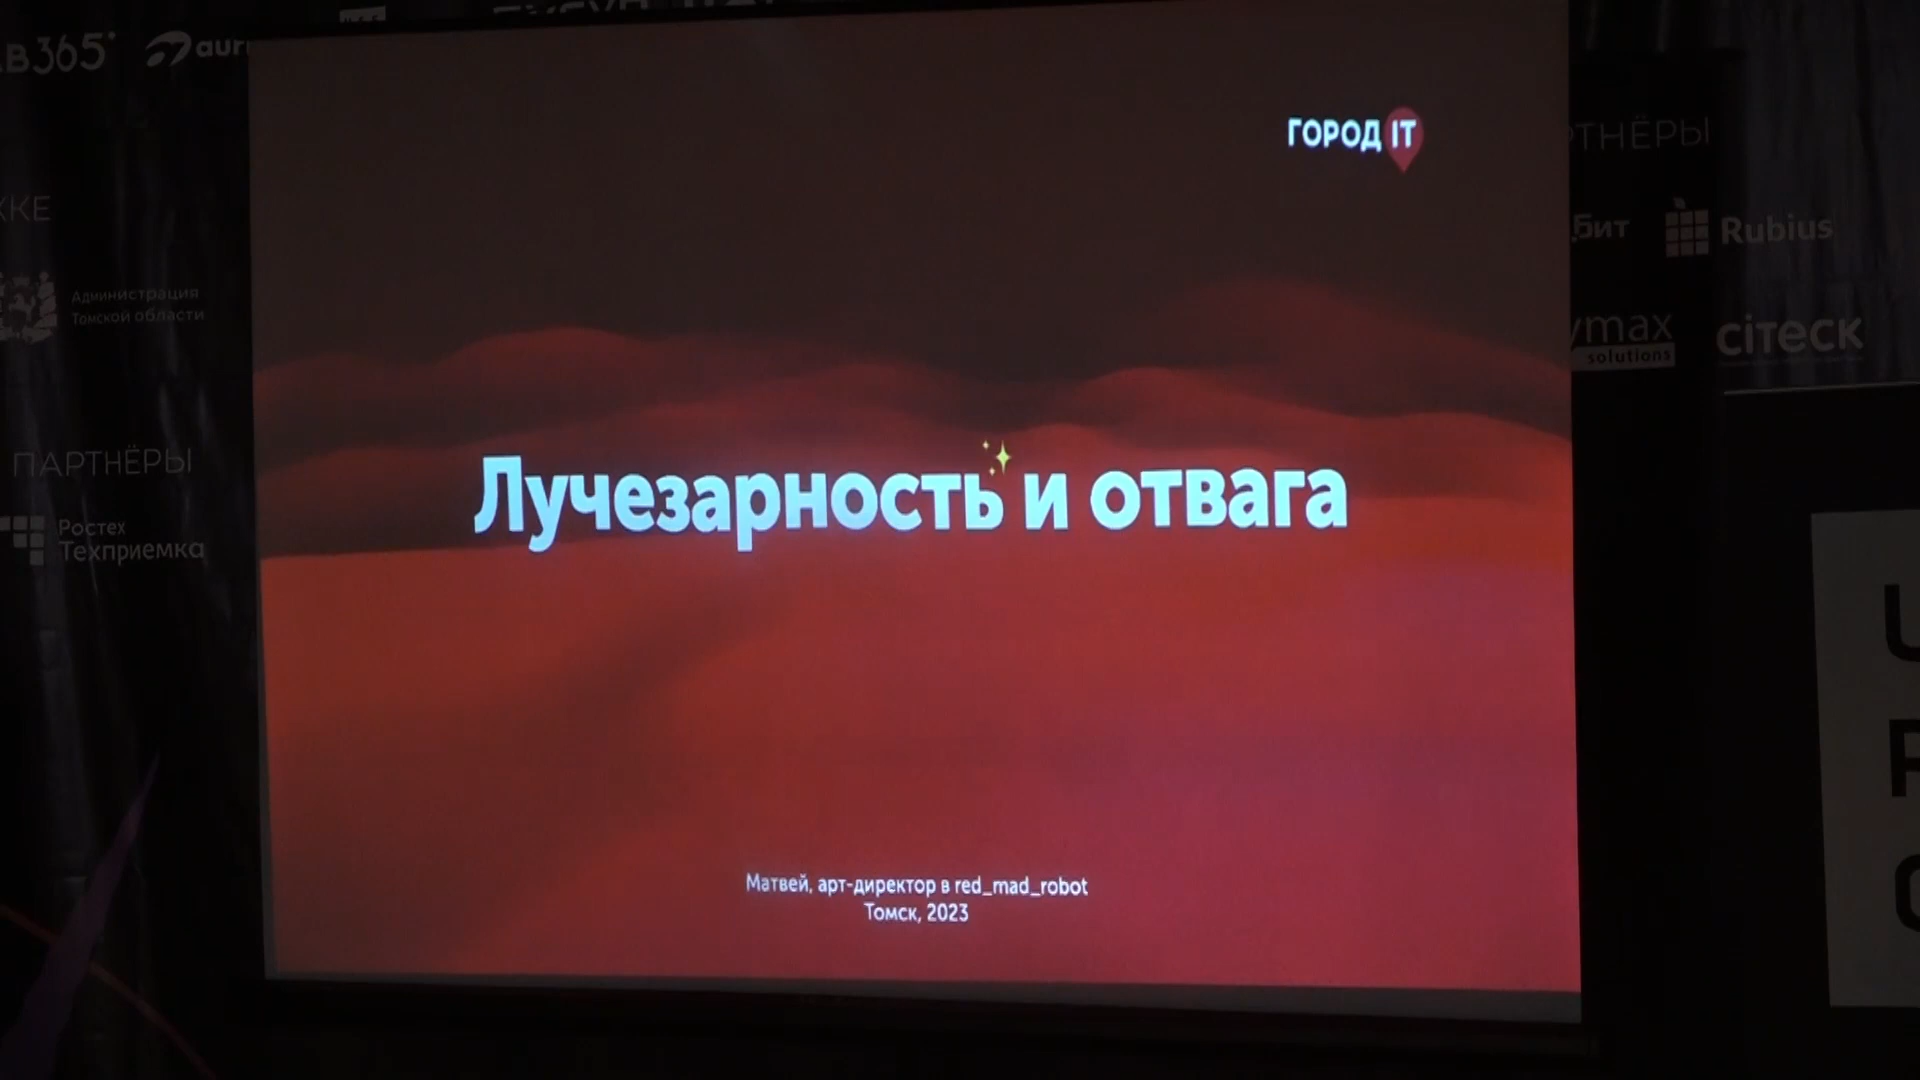 ГОРОД IT
Лучезарность и отвага
Матвей, арт-директор в red_mad_robot
Томск, 2023
Администрация
Томской области
ПАРТНЁРЫ
Ростех
Техприемка
Rubius
solutions
citeck